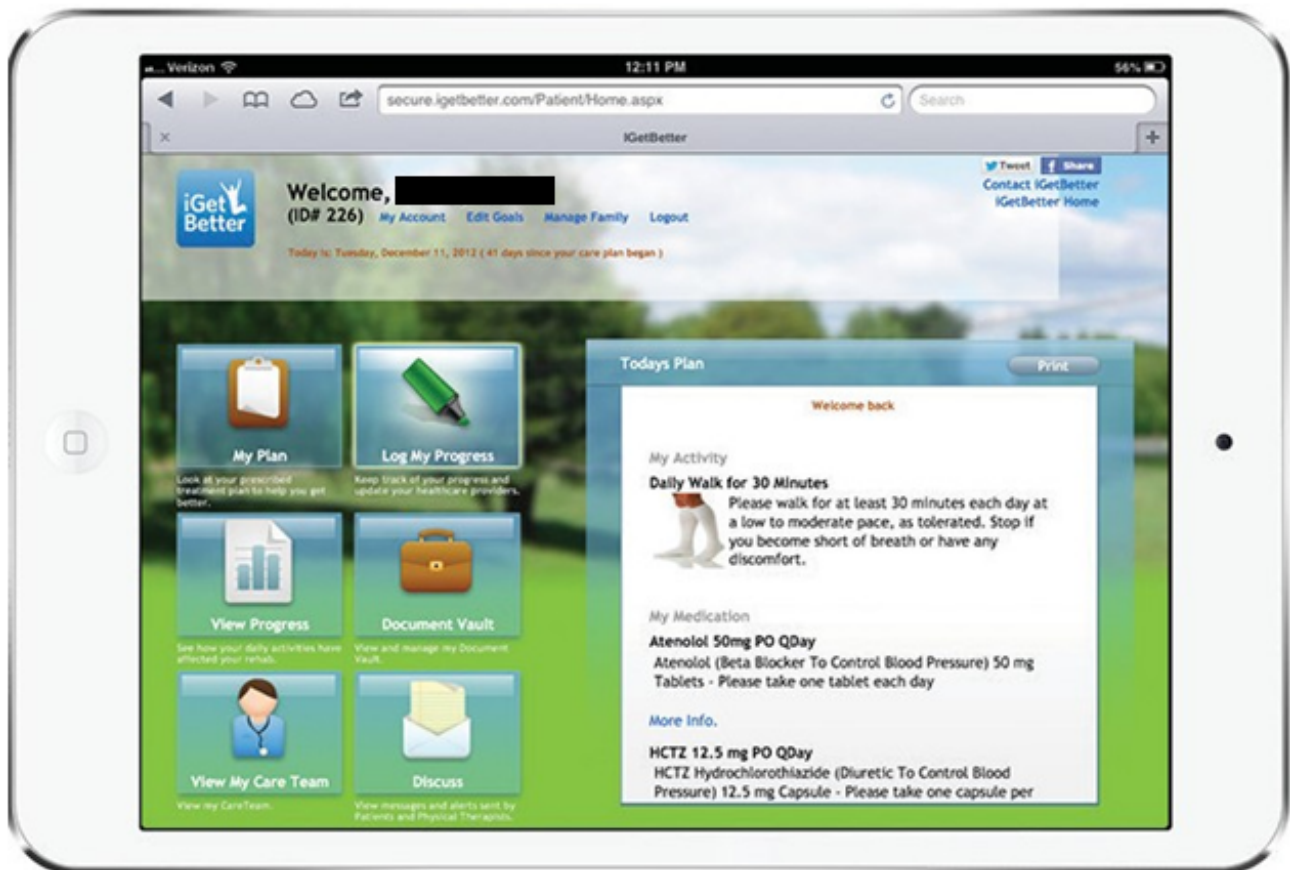 Verizon
12:11 PM
56%
secure.igetbetter.com/Patient/Home.aspx
Search
iGetBetter
iGet
Better
Welcome,
(ID# 226) My Account Edit Goals Manage Family Logout
Today is: Tuesday, December 11, 2012 ( 41 days since your care plan began )
Tweet
f Share
Contact iGetBetter
iGetBetter Home
My Plan
Look at your prescribed
treatment plan to help you get
better.
Log My Progress
Keep track of your progress and
update your healthcare providers.
View Progress
See how your daily activities have
affected your rehab.
Document Vault
View and manage my Document
Vault.
View My Care Team
View my CareTeam.
Discuss
View messages and alerts sent by
Patients and Physical Therapists.
Todays Plan
Print
Welcome back
My Activity
Daily Walk for 30 Minutes
Please walk for at least 30 minutes each day at
a low to moderate pace, as tolerated. Stop if
you become short of breath or have any
discomfort.
My Medication
Atenolol 50mg PO QDay
Atenolol (Beta Blocker To Control Blood Pressure) 50 mg
Tablets - Please take one tablet each day
More Info.
HCTZ 12.5 mg PO QDay
HCTZ Hydrochlorothiazide (Diuretic To Control Blood
Pressure) 12.5 mg Capsule - Please take one capsule per